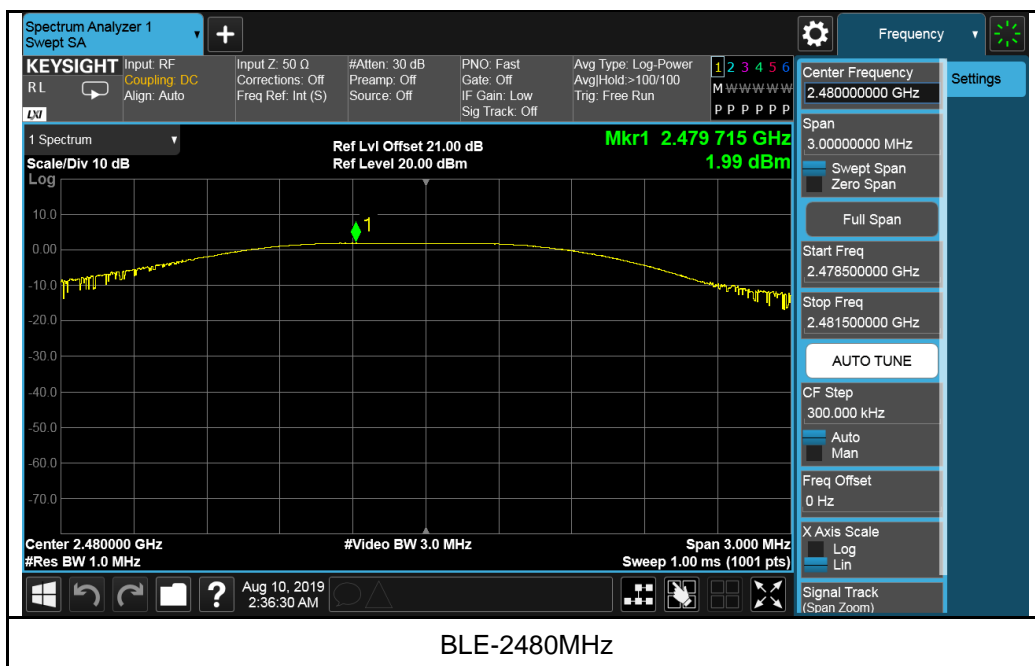 Spectrum Analyzer 1
Swept SA
Frequency
KEYSIGHT
RL
LXI
Input: RF
Coupling: DC
Align: Auto
Input Z: 50 Ω
Corrections: Off
Freq Ref: Int (S)
#Atten: 30 dB
Preamp: Off
Source: Off
PNO: Fast
Gate: Off
IF Gain: Low
Sig Track: Off
Avg Type: Log-Power
Avg|Hold:>100/100
Trig: Free Run
1 2 3 4 5 6
M W W W W W
P P P P P P
1 Spectrum
Scale/Div 10 dB
Ref Lvl Offset 21.00 dB
Ref Level 20.00 dBm
Mkr1 2.479 715 GHz
1.99 dBm
Log
1
10.0
0.00
-10.0
-20.0
-30.0
-40.0
-50.0
-60.0
-70.0
Center 2.480000 GHz
#Res BW 1.0 MHz
#Video BW 3.0 MHz
Span 3.000 MHz
Sweep 1.00 ms (1001 pts)
?
Aug 10, 2019
2:36:30 AM
Center Frequency
2.480000000 GHz
Settings
Span
3.00000000 MHz
Swept Span
Zero Span
Full Span
Start Freq
2.478500000 GHz
Stop Freq
2.481500000 GHz
AUTO TUNE
CF Step
300.000 kHz
Auto
Man
Freq Offset
0 Hz
X Axis Scale
Log
Lin
Signal Track
(Span Zoom)
BLE-2480MHz